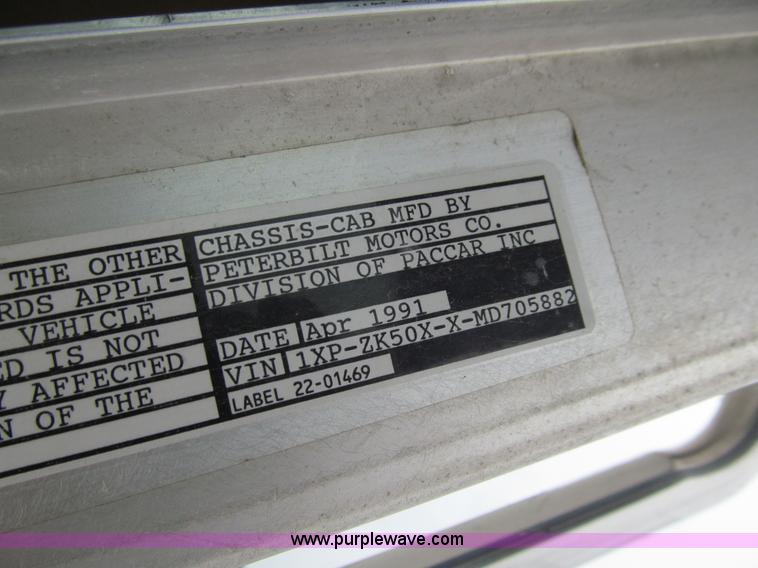 THE OTHER
RDS APPLI-
VEHICLE
ED IS NOT
Y AFFECTED
N OF THE
CHASSIS-CAB MFD BY
PETERBILT MOTORS CO.
DIVISION OF PACCAR INC
DATE Apr 1991
VIN 1XP-ZK50X-X-MD705882
LABEL 22-01469
www.purplewave.com